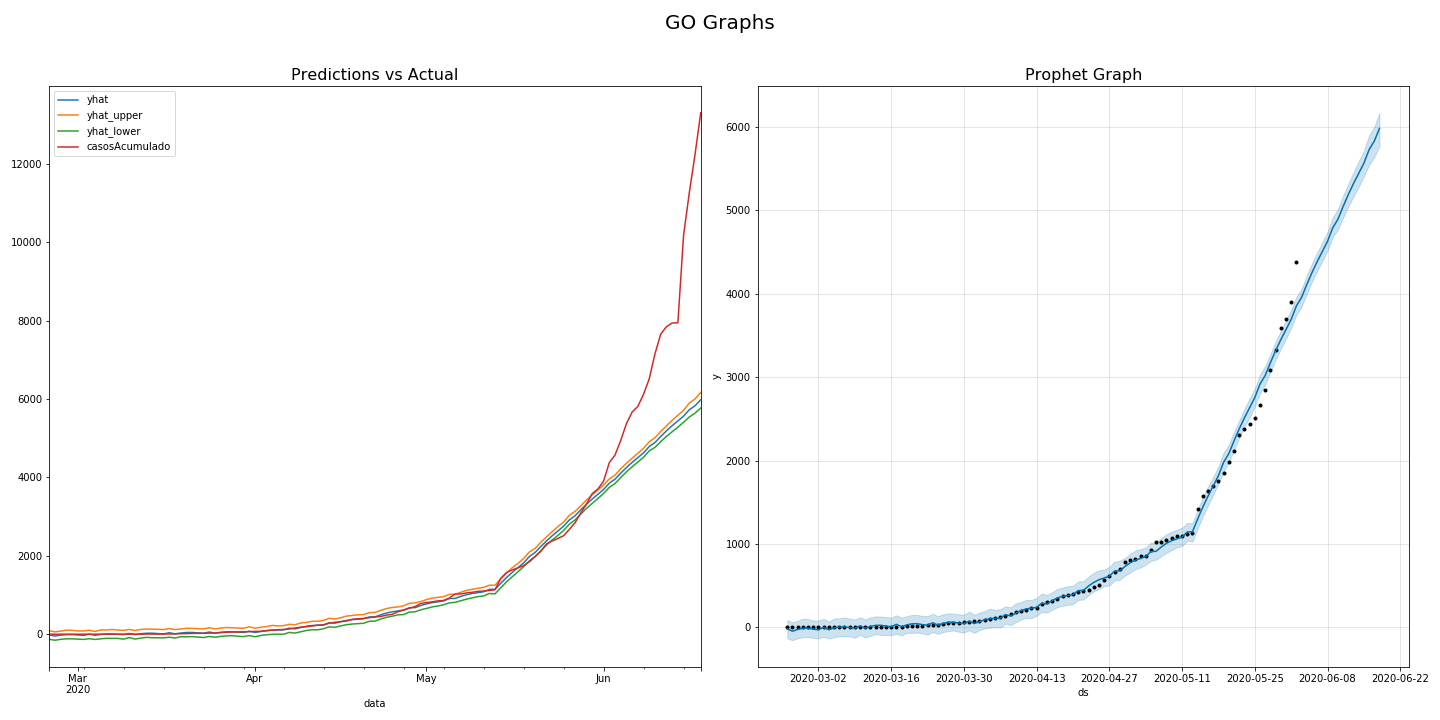 GO Graphs
Predictions vs Actual
yhat
yhat_upper
yhat_lower
casosAcumulado
12000
10000
8000
6000
4000
2000
0
Mar
2020
Apr
May
Jun
data
Prophet Graph
y
6000
5000
4000
3000
2000
1000
0
2020-03-02 2020-03-16 2020-03-30 2020-04-13 2020-04-27 2020-05-11 2020-05-25 2020-06-08 2020-06-22
ds